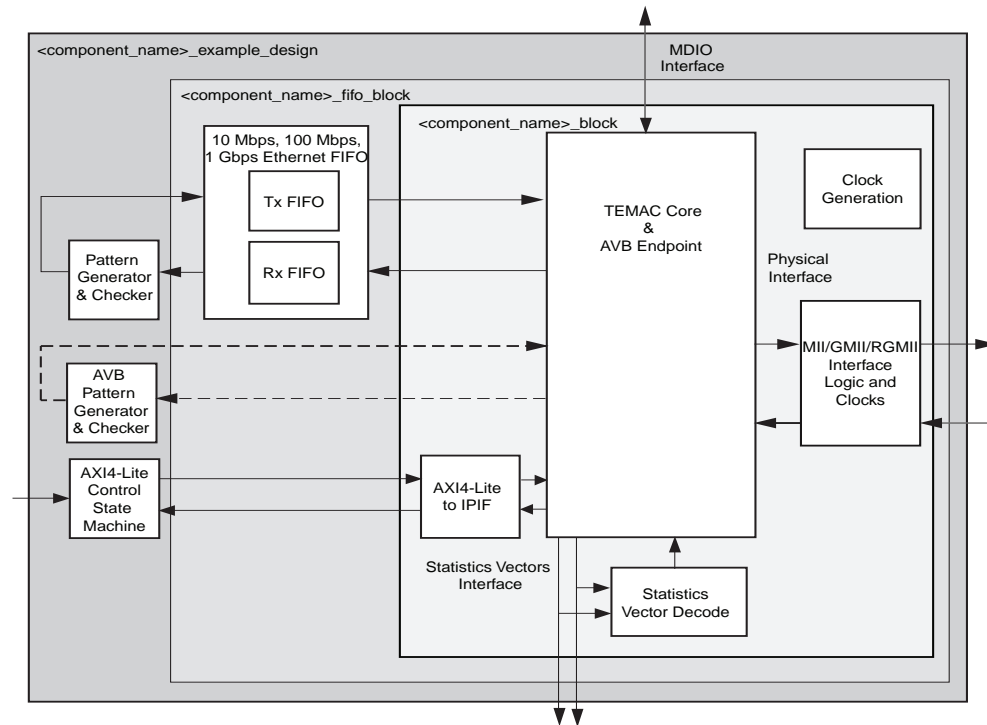 <component_name>_example_design
MDIO
Interface
<component_name>_fifo_block
<component_name>_block
10 Mbps, 100 Mbps,
1 Gbps Ethernet FIFO
Tx FIFO
Rx FIFO
TEMAC Core
&
AVB Endpoint
Clock
Generation
Pattern
Generator
& Checker
Physical
Interface
MII/GMII/RGMII
Interface
Logic and
Clocks
AVB
Pattern
Generator
& Checker
AXI4-Lite
Control
State
Machine
AXI4-Lite
to IPIF
Statistics Vectors
Interface
Statistics
Vector Decode